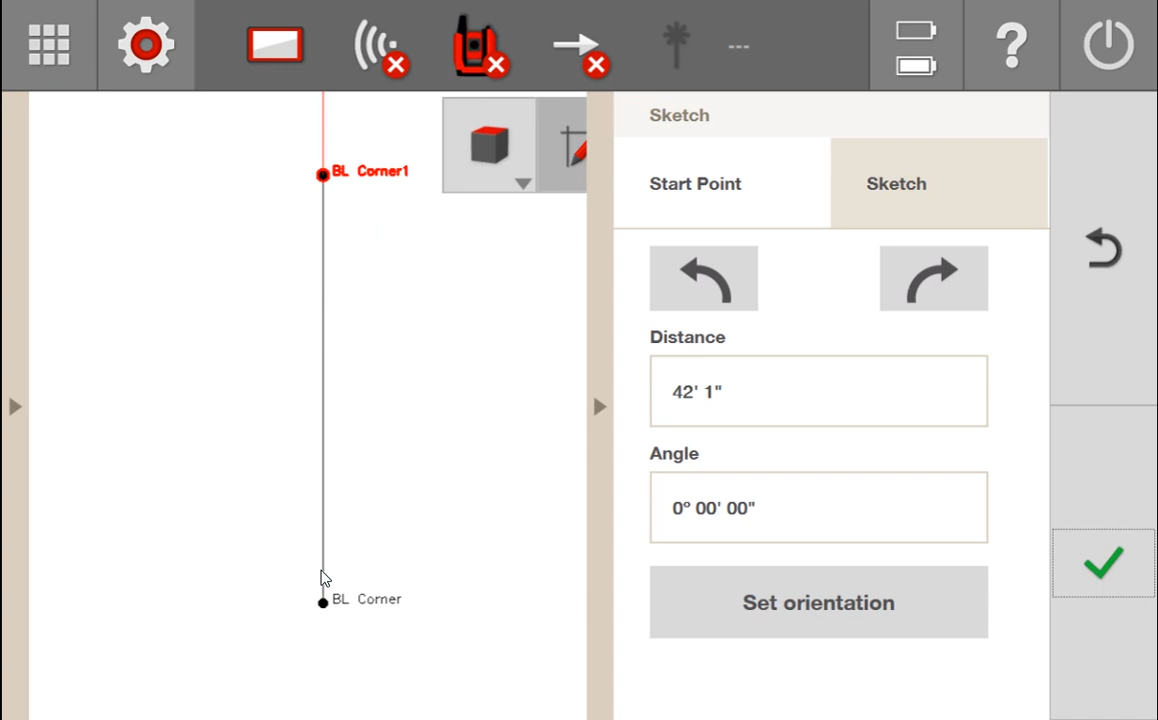 ?
---
BL Corner1
BL Corner
Sketch
Start Point
Sketch
Distance
42' 1"
Angle
0° 00' 00"
Set orientation